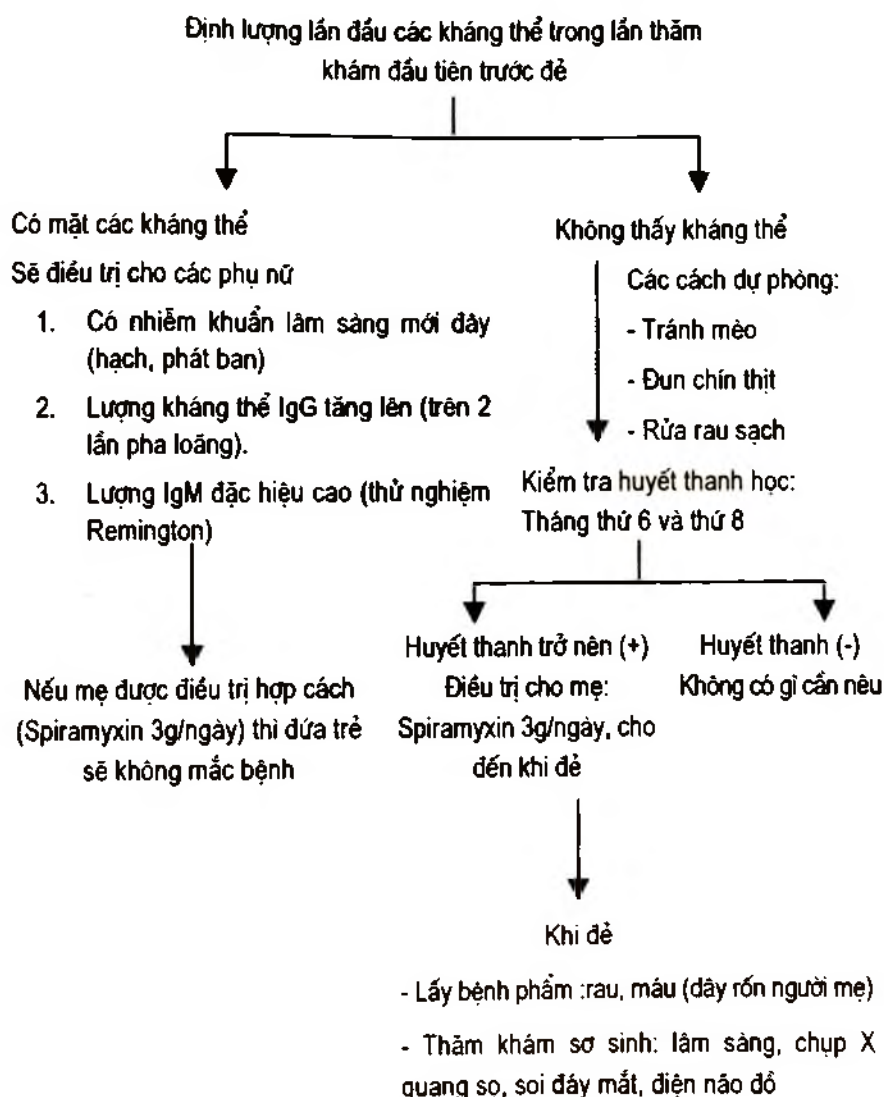 Định lượng lần đầu các kháng thể trong lần thăm
khám đầu tiên trước đẻ
Có mặt các kháng thể
Sẽ điều trị cho các phụ nữ
1. Có nhiễm khuẩn lâm sàng mới đây
(hạch, phát ban)
2. Lượng kháng thể IgG tăng lên (trên 2
lần pha loãng).
3. Lượng IgM đặc hiệu cao (thử nghiệm
Remington)
Nếu mẹ được điều trị hợp cách
(Spiramyxin 3g/ngày) thì đứa trẻ
sẽ không mắc bệnh
Không thấy kháng thể
Các cách dự phòng:
- Tránh mèo
- Đun chín thịt
- Rửa rau sạch
Kiểm tra huyết thanh học:
Tháng thứ 6 và thứ 8
Huyết thanh trở nên (+)
Điều trị cho mẹ:
Spiramyxin 3g/ngày, cho
đến khi đẻ
Huyết thanh (-)
Không có gì cần nêu
Khi đẻ
- Lấy bệnh phẩm :rau, máu (dây rốn người mẹ)
- Thăm khám sơ sinh: lâm sàng, chụp X
quang sọ, soi đáy mắt, điện não đồ